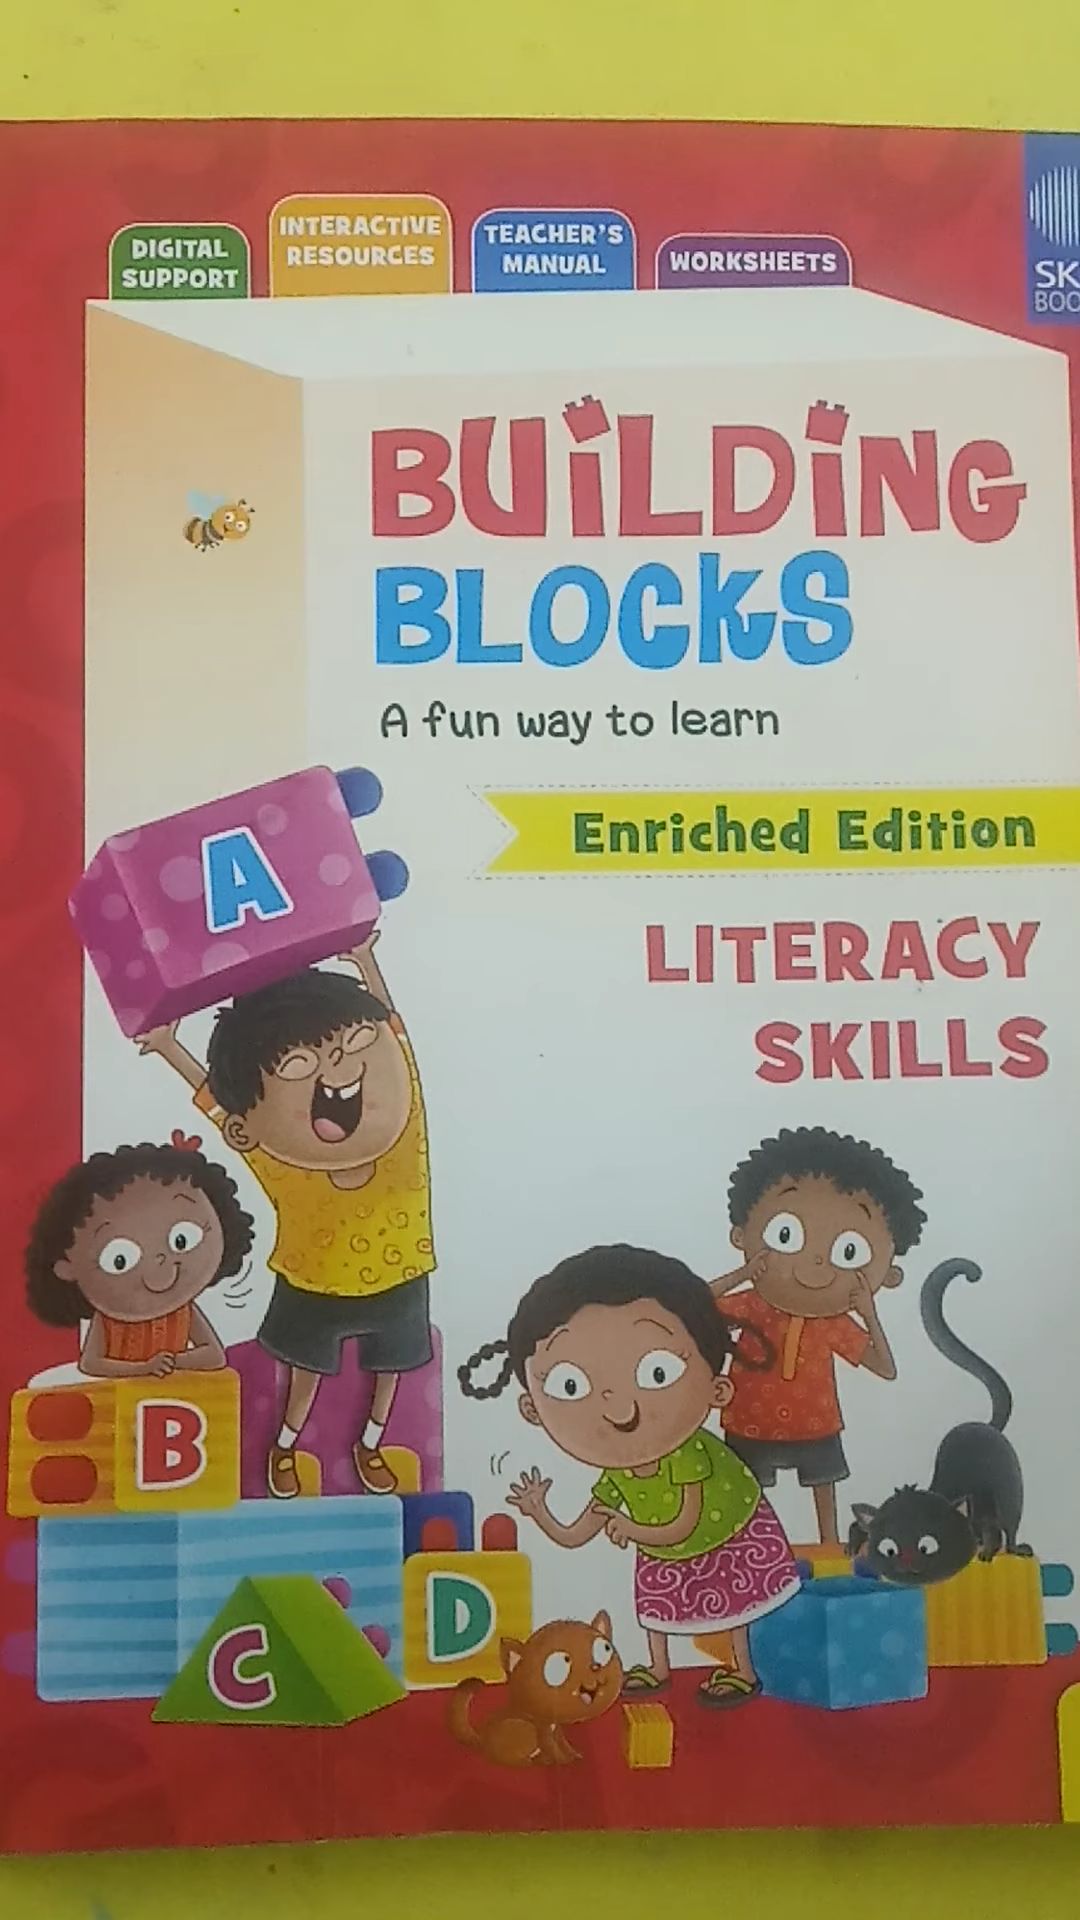 DIGITAL
SUPPORT
INTERACTIVE
RESOURCES
TEACHER'S
MANUAL
WORKSHEETS
BUILDING
BLOCKS
A fun way to learn
Enriched Edition
LITERACY
SKILLS
A
B
C
D